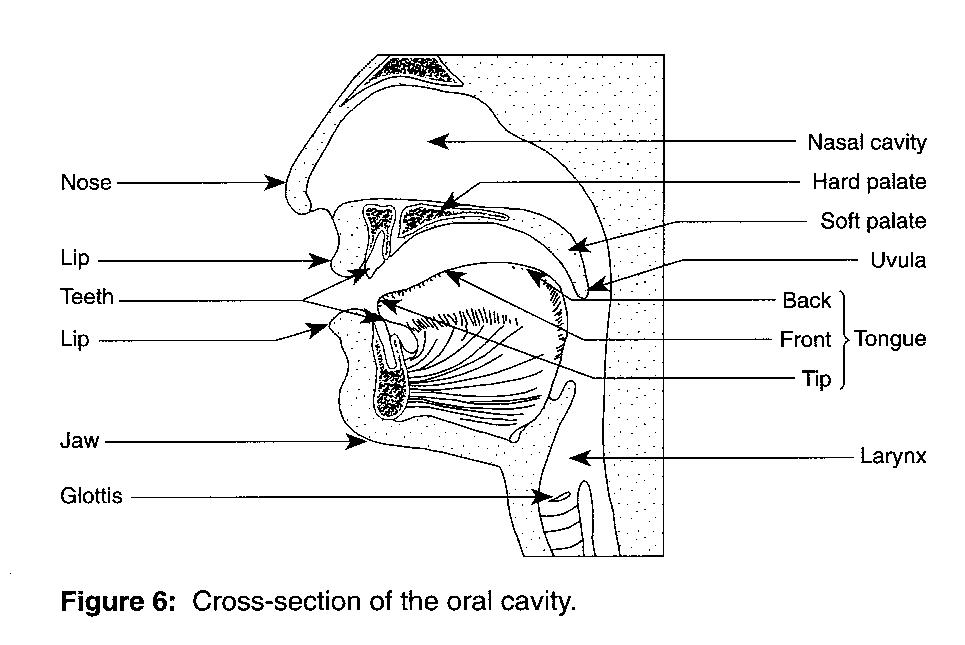 Nasal cavity
Nose
Hard palate
Soft palate
Lip
Uvula
Teeth
Back
Lip
Front
Tongue
Tip
Jaw
Larynx
Glottis
Figure 6: Cross-section of the oral cavity.